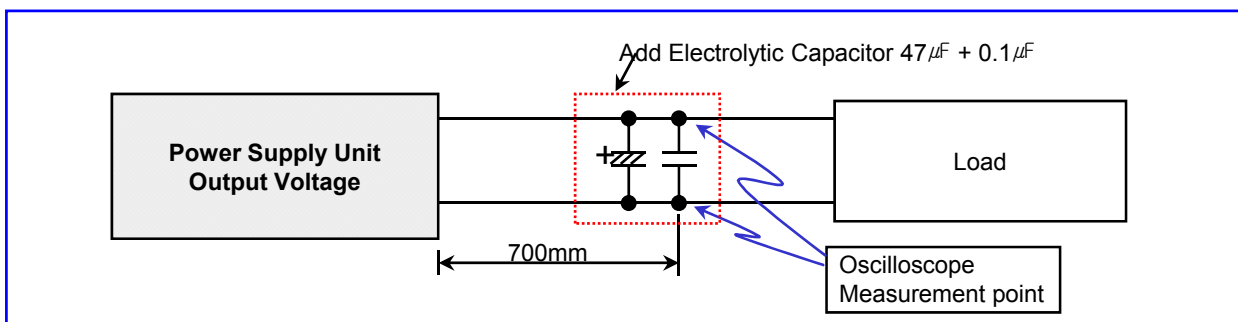 Add Electrolytic Capacitor 47㎌ + 0.1㎌
Power Supply Unit
Output Voltage
+
Load
700mm
Oscilloscope
Measurement point